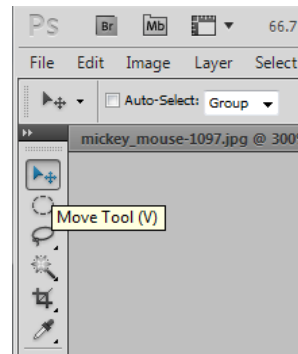 Ps Br Mb 66.7
File Edit Image Layer Select
Auto-Select: Group
mickey_mouse-1097.jpg @ 300%
Move Tool (V)